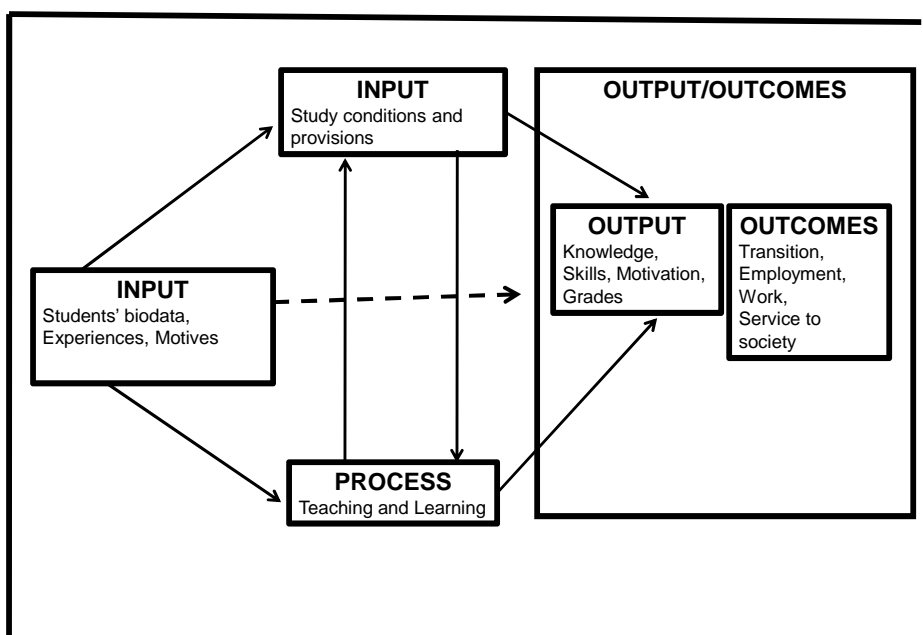 INPUT
Study conditions and
provisions
OUTPUT/OUTCOMES
INPUT
Students’ biodata,
Experiences, Motives
OUTPUT
Knowledge,
Skills, Motivation,
Grades
OUTCOMES
Transition,
Employment,
Work,
Service to
society
PROCESS
Teaching and Learning